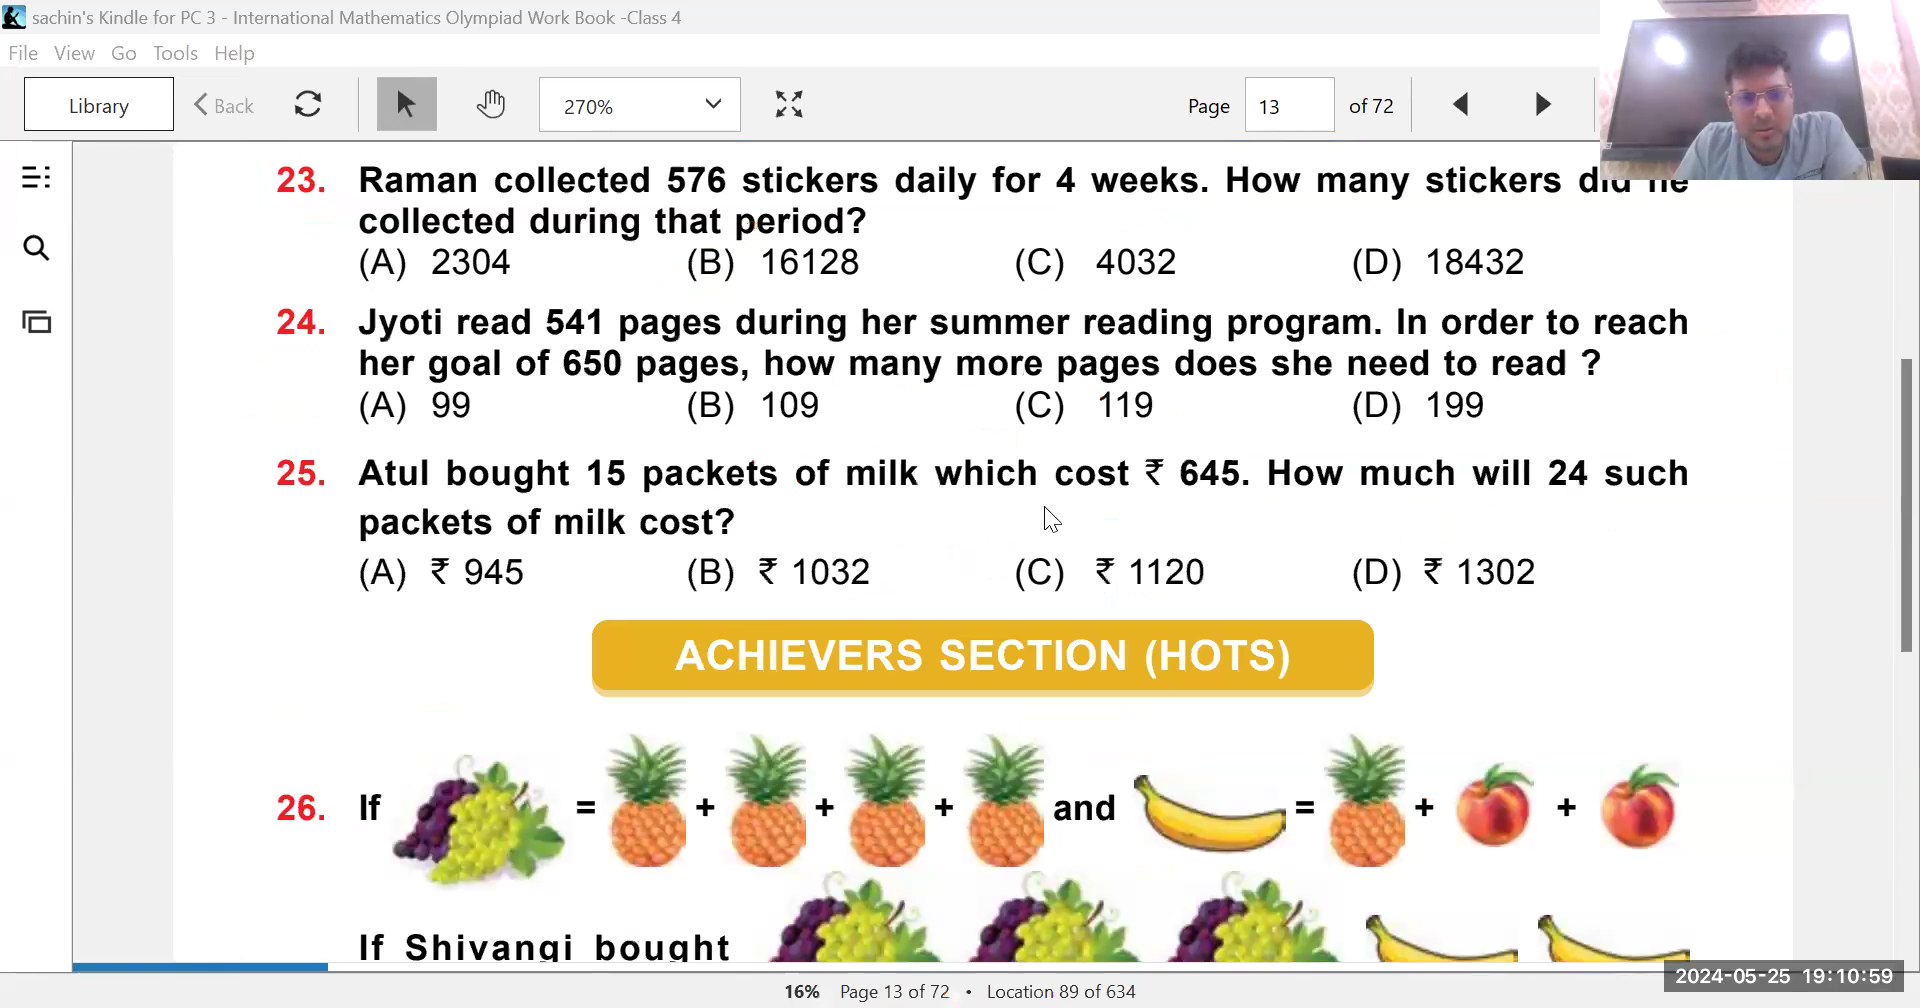 sachin's Kindle for PC 3 - International Mathematics Olympiad Work Book -Class 4
File View Go Tools Help
Library Back 270% Page 13 of 72
23. Raman collected 576 stickers daily for 4 weeks. How many stickers did he
collected during that period?
(A) 2304 (B) 16128 (C) 4032 (D) 18432
24. Jyoti read 541 pages during her summer reading program. In order to reach
her goal of 650 pages, how many more pages does she need to read ?
(A) 99 (B) 109 (C) 119 (D) 199
25. Atul bought 15 packets of milk which cost ₹ 645. How much will 24 such
packets of milk cost?
(A) ₹ 945 (B) ₹ 1032 (C) ₹ 1120 (D) ₹ 1302
ACHIEVERS SECTION (HOTS)
26. If = + + + and = + +
If Shivangi bought
2024-05-25 19:10:59
16% Page 13 of 72 • Location 89 of 634